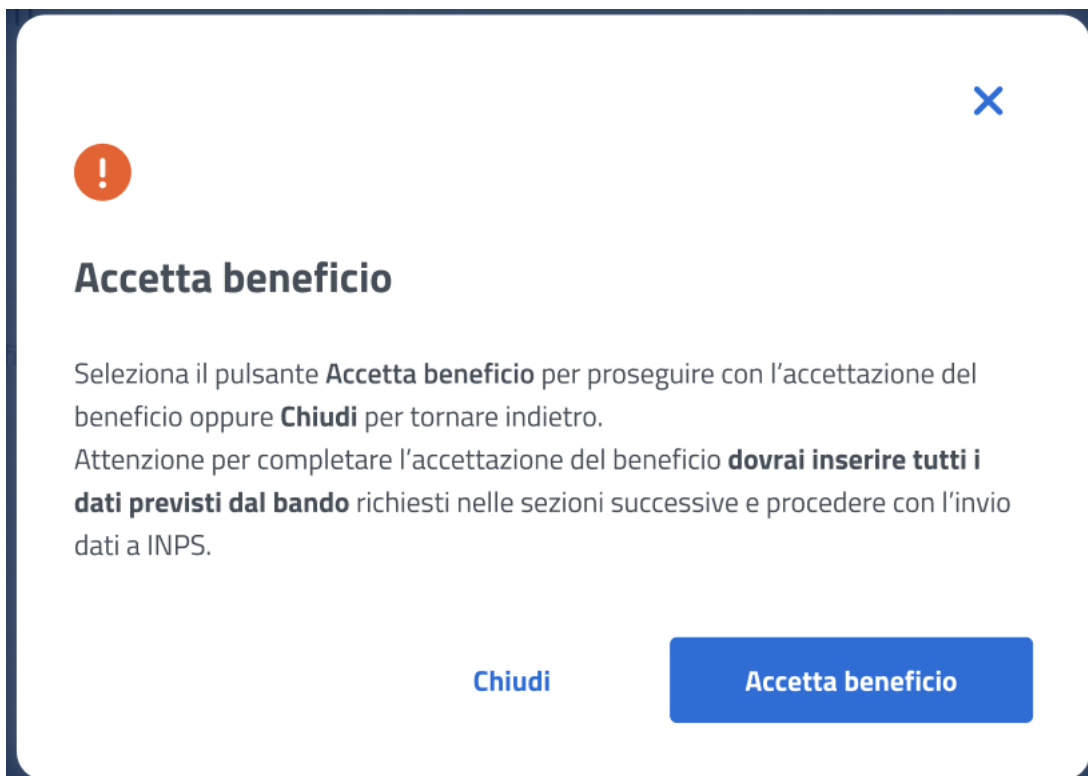 Accetta beneficio
Seleziona il pulsante Accetta beneficio per proseguire con l’accettazione del
beneficio oppure Chiudi per tornare indietro.
Attenzione per completare l’accettazione del beneficio dovrai inserire tutti i
dati previsti dal bando richiesti nelle sezioni successive e procedere con l’invio
dati a INPS.
Chiudi
Accetta beneficio